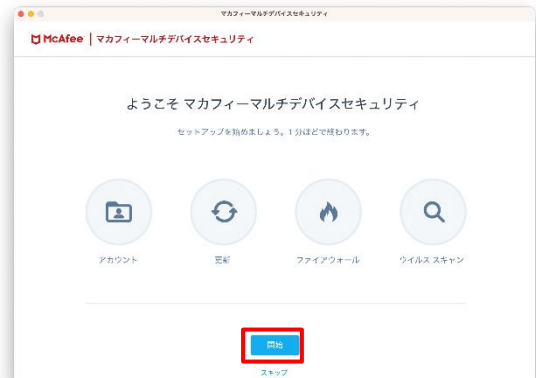 マカフィーマルチデバイスセキュリティ
McAfee | マカフィーマルチデバイスセキュリティ
ようこそ マカフィーマルチデバイスセキュリティ
セットアップを始めましょう。1 分ほどで終わります。
アカウント 更新 ファイアウォール ウイルス スキャン
開始
スキップ